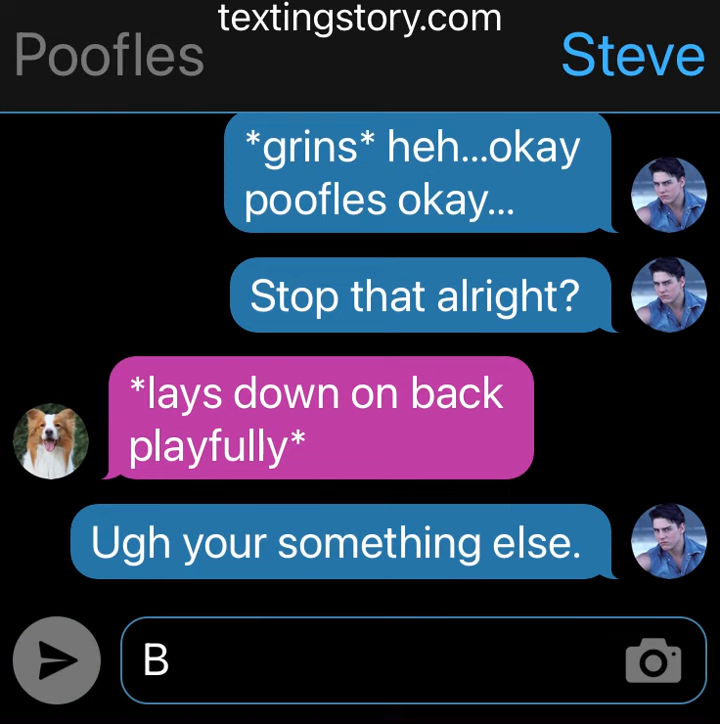 textingstory.com
Poofles
Steve
*grins* heh...okay
poofles okay...
Stop that alright?
*lays down on back
playfully*
Ugh your something else.
B